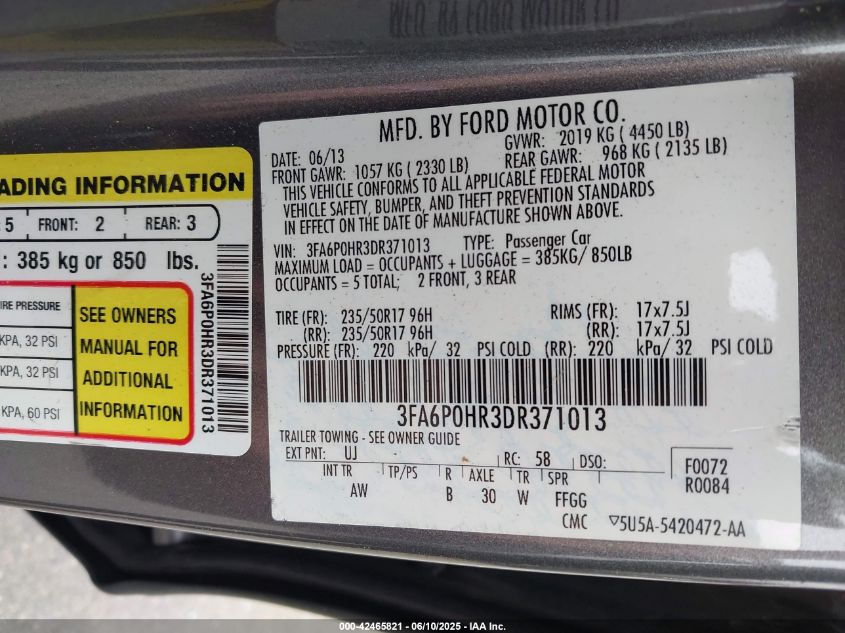 MFD. BY FORD MOTOR CO.
MFD. BY FORD MOTOR CO.
DATE: 06/13 GVWR: 2019 KG ( 4450 LB)
FRONT GAWR: 1057 KG ( 2330 LB) REAR GAWR: 968 KG ( 2135 LB)
THIS VEHICLE CONFORMS TO ALL APPLICABLE FEDERAL MOTOR
VEHICLE SAFETY, BUMPER, AND THEFT PREVENTION STANDARDS
IN EFFECT ON THE DATE OF MANUFACTURE SHOWN ABOVE.
VIN: 3FA6P0HR3DR371013 TYPE: Passenger Car
MAXIMUM LOAD = OCCUPANTS + LUGGAGE = 385KG/ 850LB
OCCUPANTS = 5 TOTAL; 2 FRONT, 3 REAR
TIRE (FR): 235/50R17 96H RIMS (FR): 17x7.5J
(RR): 235/50R17 96H (RR): 17x7.5J
PRESSURE (FR): 220 kPa/ 32 PSI COLD (RR): 220 kPa/ 32 PSI COLD
3FA6P0HR3DR371013
TRAILER TOWING - SEE OWNER GUIDE
EXT PNT: UJ RC: 58 DSO:
F0072
R0084
INT TR TP/PS R AXLE TR SPR
AW B 30 W FFGG
CMC ▽5U5A-5420472-AA
ADING INFORMATION
: 5 FRONT: 2 REAR: 3
: 385 kg or 850 lbs.
IRE PRESSURE
KPA, 32 PSI
KPA, 32 PSI
KPA, 60 PSI
SEE OWNERS
MANUAL FOR
ADDITIONAL
INFORMATION
3FA6P0HR3DR371013
000-42465821 - 06/10/2025 - IAA Inc.